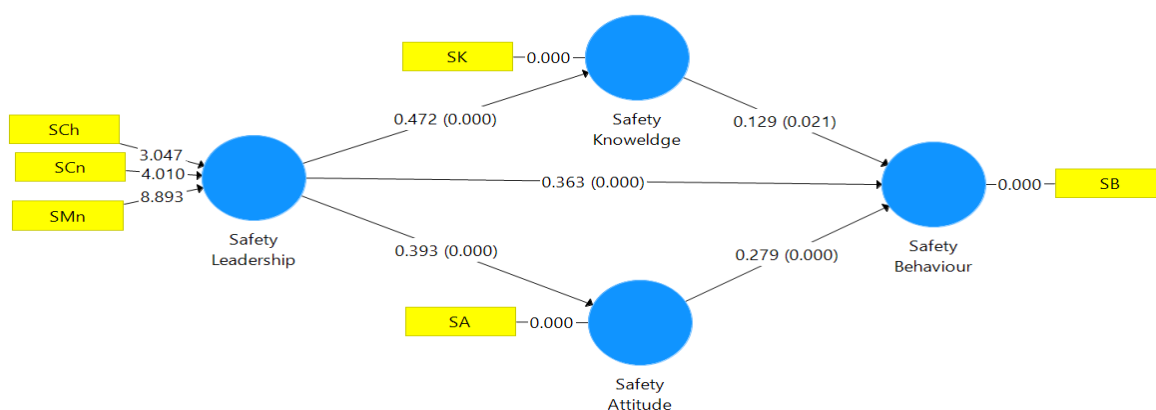 SK
0.000
Safety
Knoweldge
SCh
SCn
SMn
3.047
4.010
8.893
Safety
Leadership
0.472 (0.000)
0.129 (0.021)
0.363 (0.000)
0.393 (0.000)
0.279 (0.000)
0.000
SB
Safety
Behaviour
SA
0.000
Safety
Attitude